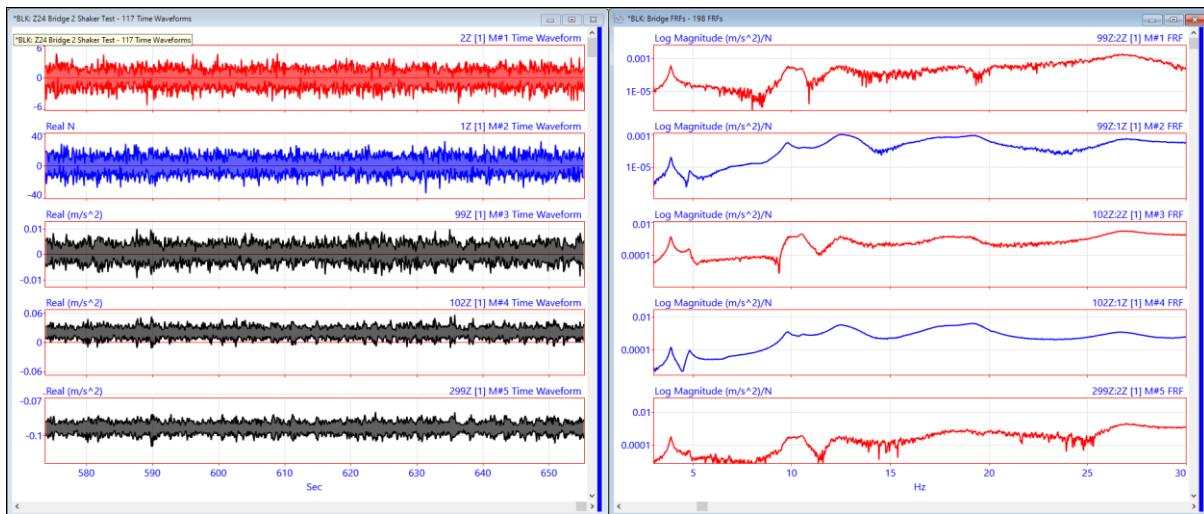 *BLK: Z24 Bridge 2 Shaker Test - 117 Time Waveforms
*BLK: Z24 Bridge 2 Shaker Test - 117 Time Waveforms
2Z [1] M#1 Time Waveform
6
0
-6
Real N
1Z [1] M#2 Time Waveform
40
0
-40
Real (m/s^2)
99Z [1] M#3 Time Waveform
0.01
0
-0.01
Real (m/s^2)
102Z [1] M#4 Time Waveform
0.06
0
-0.06
Real (m/s^2)
299Z [1] M#5 Time Waveform
-0.07
-0.1
580 590 600 610 620 630 640 650
Sec
*BLK: Bridge FRFs - 198 FRFs
Log Magnitude (m/s^2)/N
99Z:2Z [1] M#1 FRF
0.001
1E-05
Log Magnitude (m/s^2)/N
99Z:1Z [1] M#2 FRF
0.001
1E-05
Log Magnitude (m/s^2)/N
102Z:2Z [1] M#3 FRF
0.01
0.0001
Log Magnitude (m/s^2)/N
102Z:1Z [1] M#4 FRF
0.01
0.0001
Log Magnitude (m/s^2)/N
299Z:2Z [1] M#5 FRF
0.01
0.0001
5 10 15 20 25 30
Hz